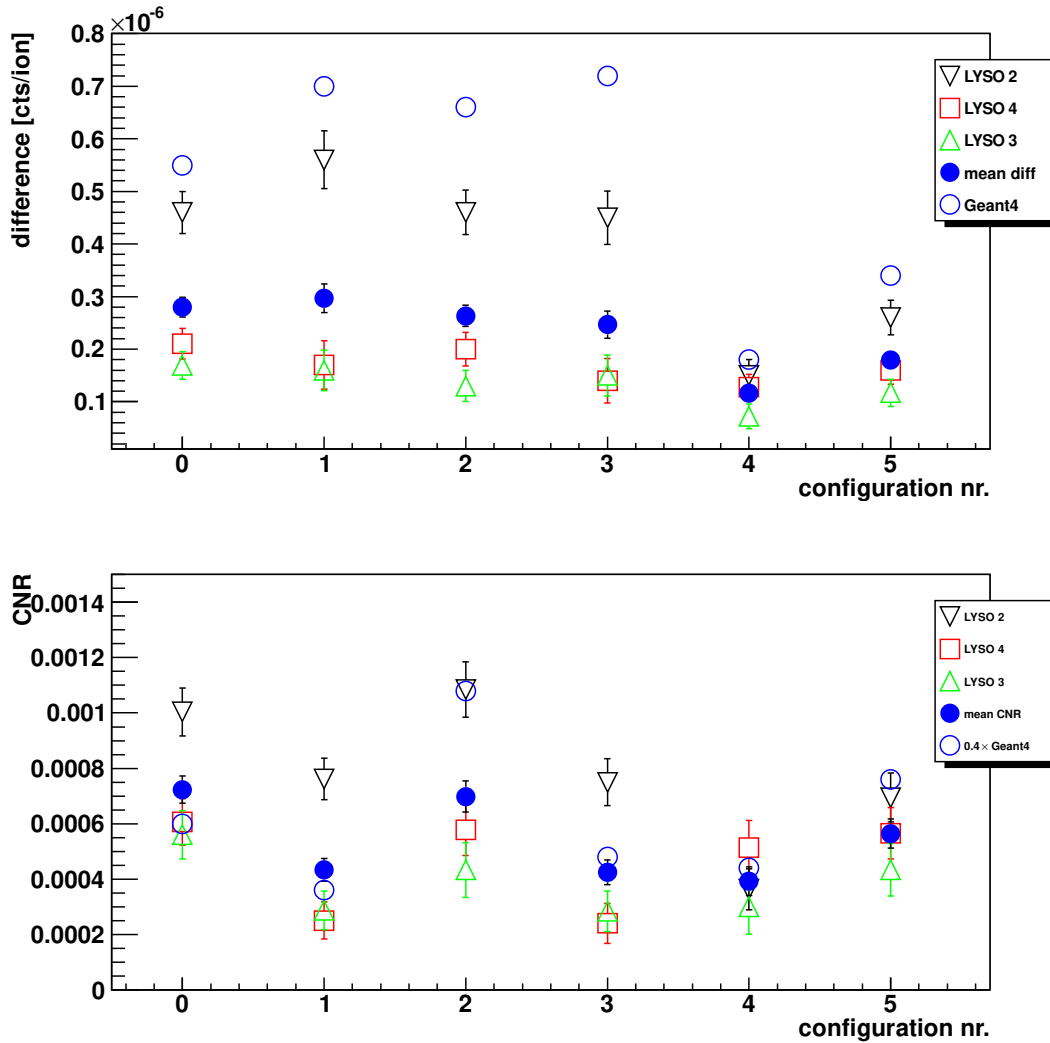 ×10⁻⁶
difference [cts/ion]
0.8
0.7
0.6
0.5
0.4
0.3
0.2
0.1
0 1 2 3 4 5
configuration nr.
LYSO 2
LYSO 4
LYSO 3
mean diff
Geant4
CNR
0.0014
0.0012
0.001
0.0008
0.0006
0.0004
0.0002
0
0 1 2 3 4 5
configuration nr.
LYSO 2
LYSO 4
LYSO 3
mean CNR
0.4× Geant4